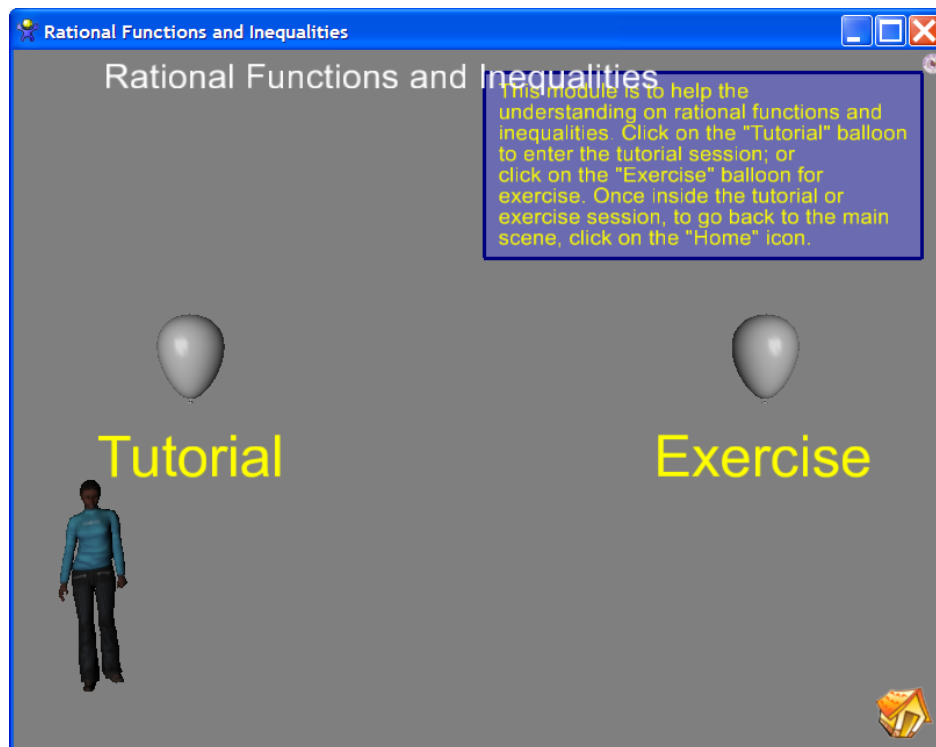 Rational Functions and Inequalities
Rational Functions and Inequalities
This module is to help the
understanding on rational functions and
inequalities. Click on the "Tutorial" balloon
to enter the tutorial session; or
click on the "Exercise" balloon for
exercise. Once inside the tutorial or
exercise session, to go back to the main
scene, click on the "Home" icon.
Tutorial
Exercise